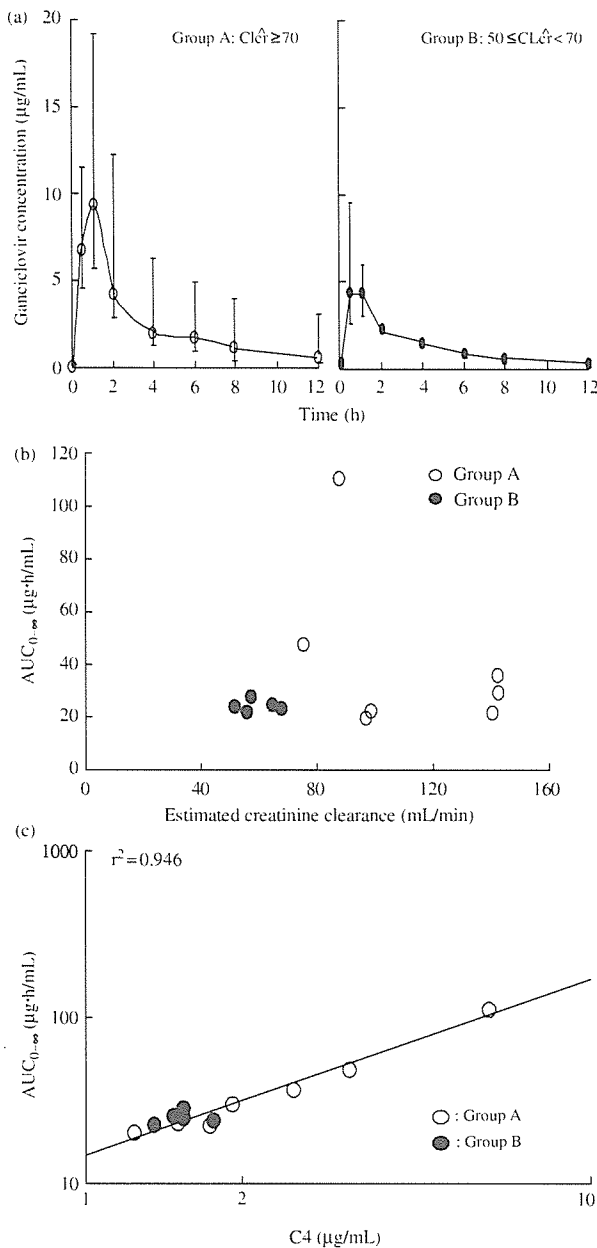 (a)
Group A: Clcr̂ ≥ 70
Group B: 50 ≤ CLcr̂ < 70
Ganciclovir concentration (µg/mL)
20
15
10
5
0
0 2 4 6 8 10 12
0 2 4 6 8 10 12
Time (h)
(b)
Group A
Group B
AUC0-∞ (µg·h/mL)
120
100
80
60
40
20
0
0 40 80 120 160
Estimated creatinine clearance (mL/min)
(c)
r²=0.946
AUC0-∞ (µg·h/mL)
1000
100
10
: Group A
: Group B
1 2 10
C4 (µg/mL)